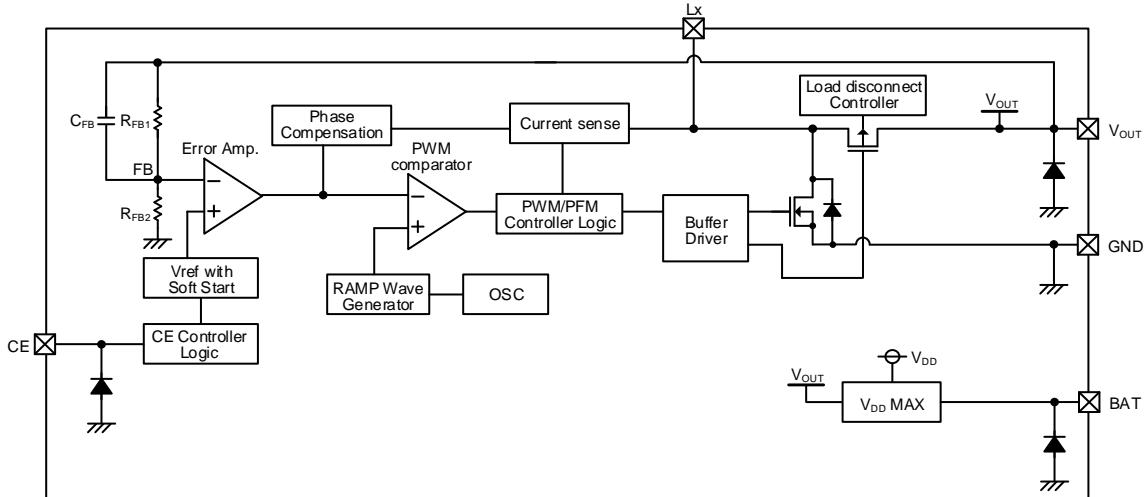 Lx
Load disconnect
Controller
VOUT
VOUT
CFB
RFB1
Phase
Compensation
Current sense
Error Amp.
PWM
comparator
FB
RFB2
PWM/PFM
Controller Logic
Buffer
Driver
GND
Vref with
Soft Start
RAMP Wave
Generator
OSC
CE
CE Controller
Logic
VDD
VOUT
VDD MAX
BAT